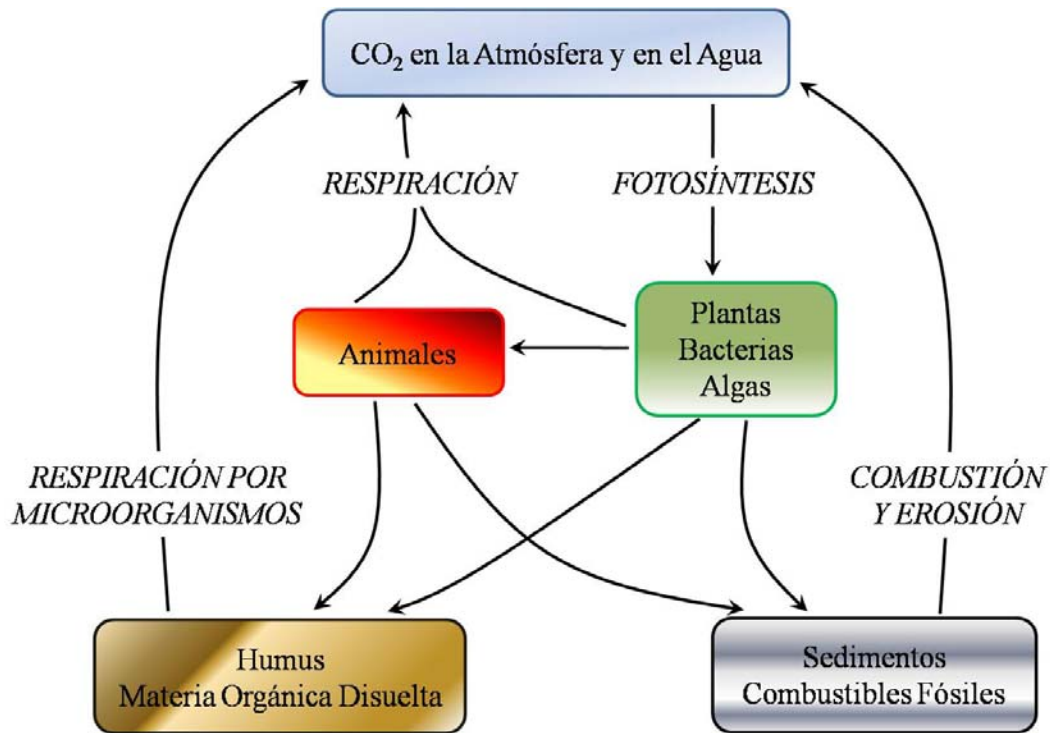 CO₂ en la Atmósfera y en el Agua
RESPIRACIÓN
FOTOSÍNTESIS
Animales
Plantas
Bacterias
Algas
RESPIRACIÓN POR
MICROORGANISMOS
COMBUSTIÓN
Y EROSIÓN
Humus
Materia Orgánica Disuelta
Sedimentos
Combustibles Fósiles